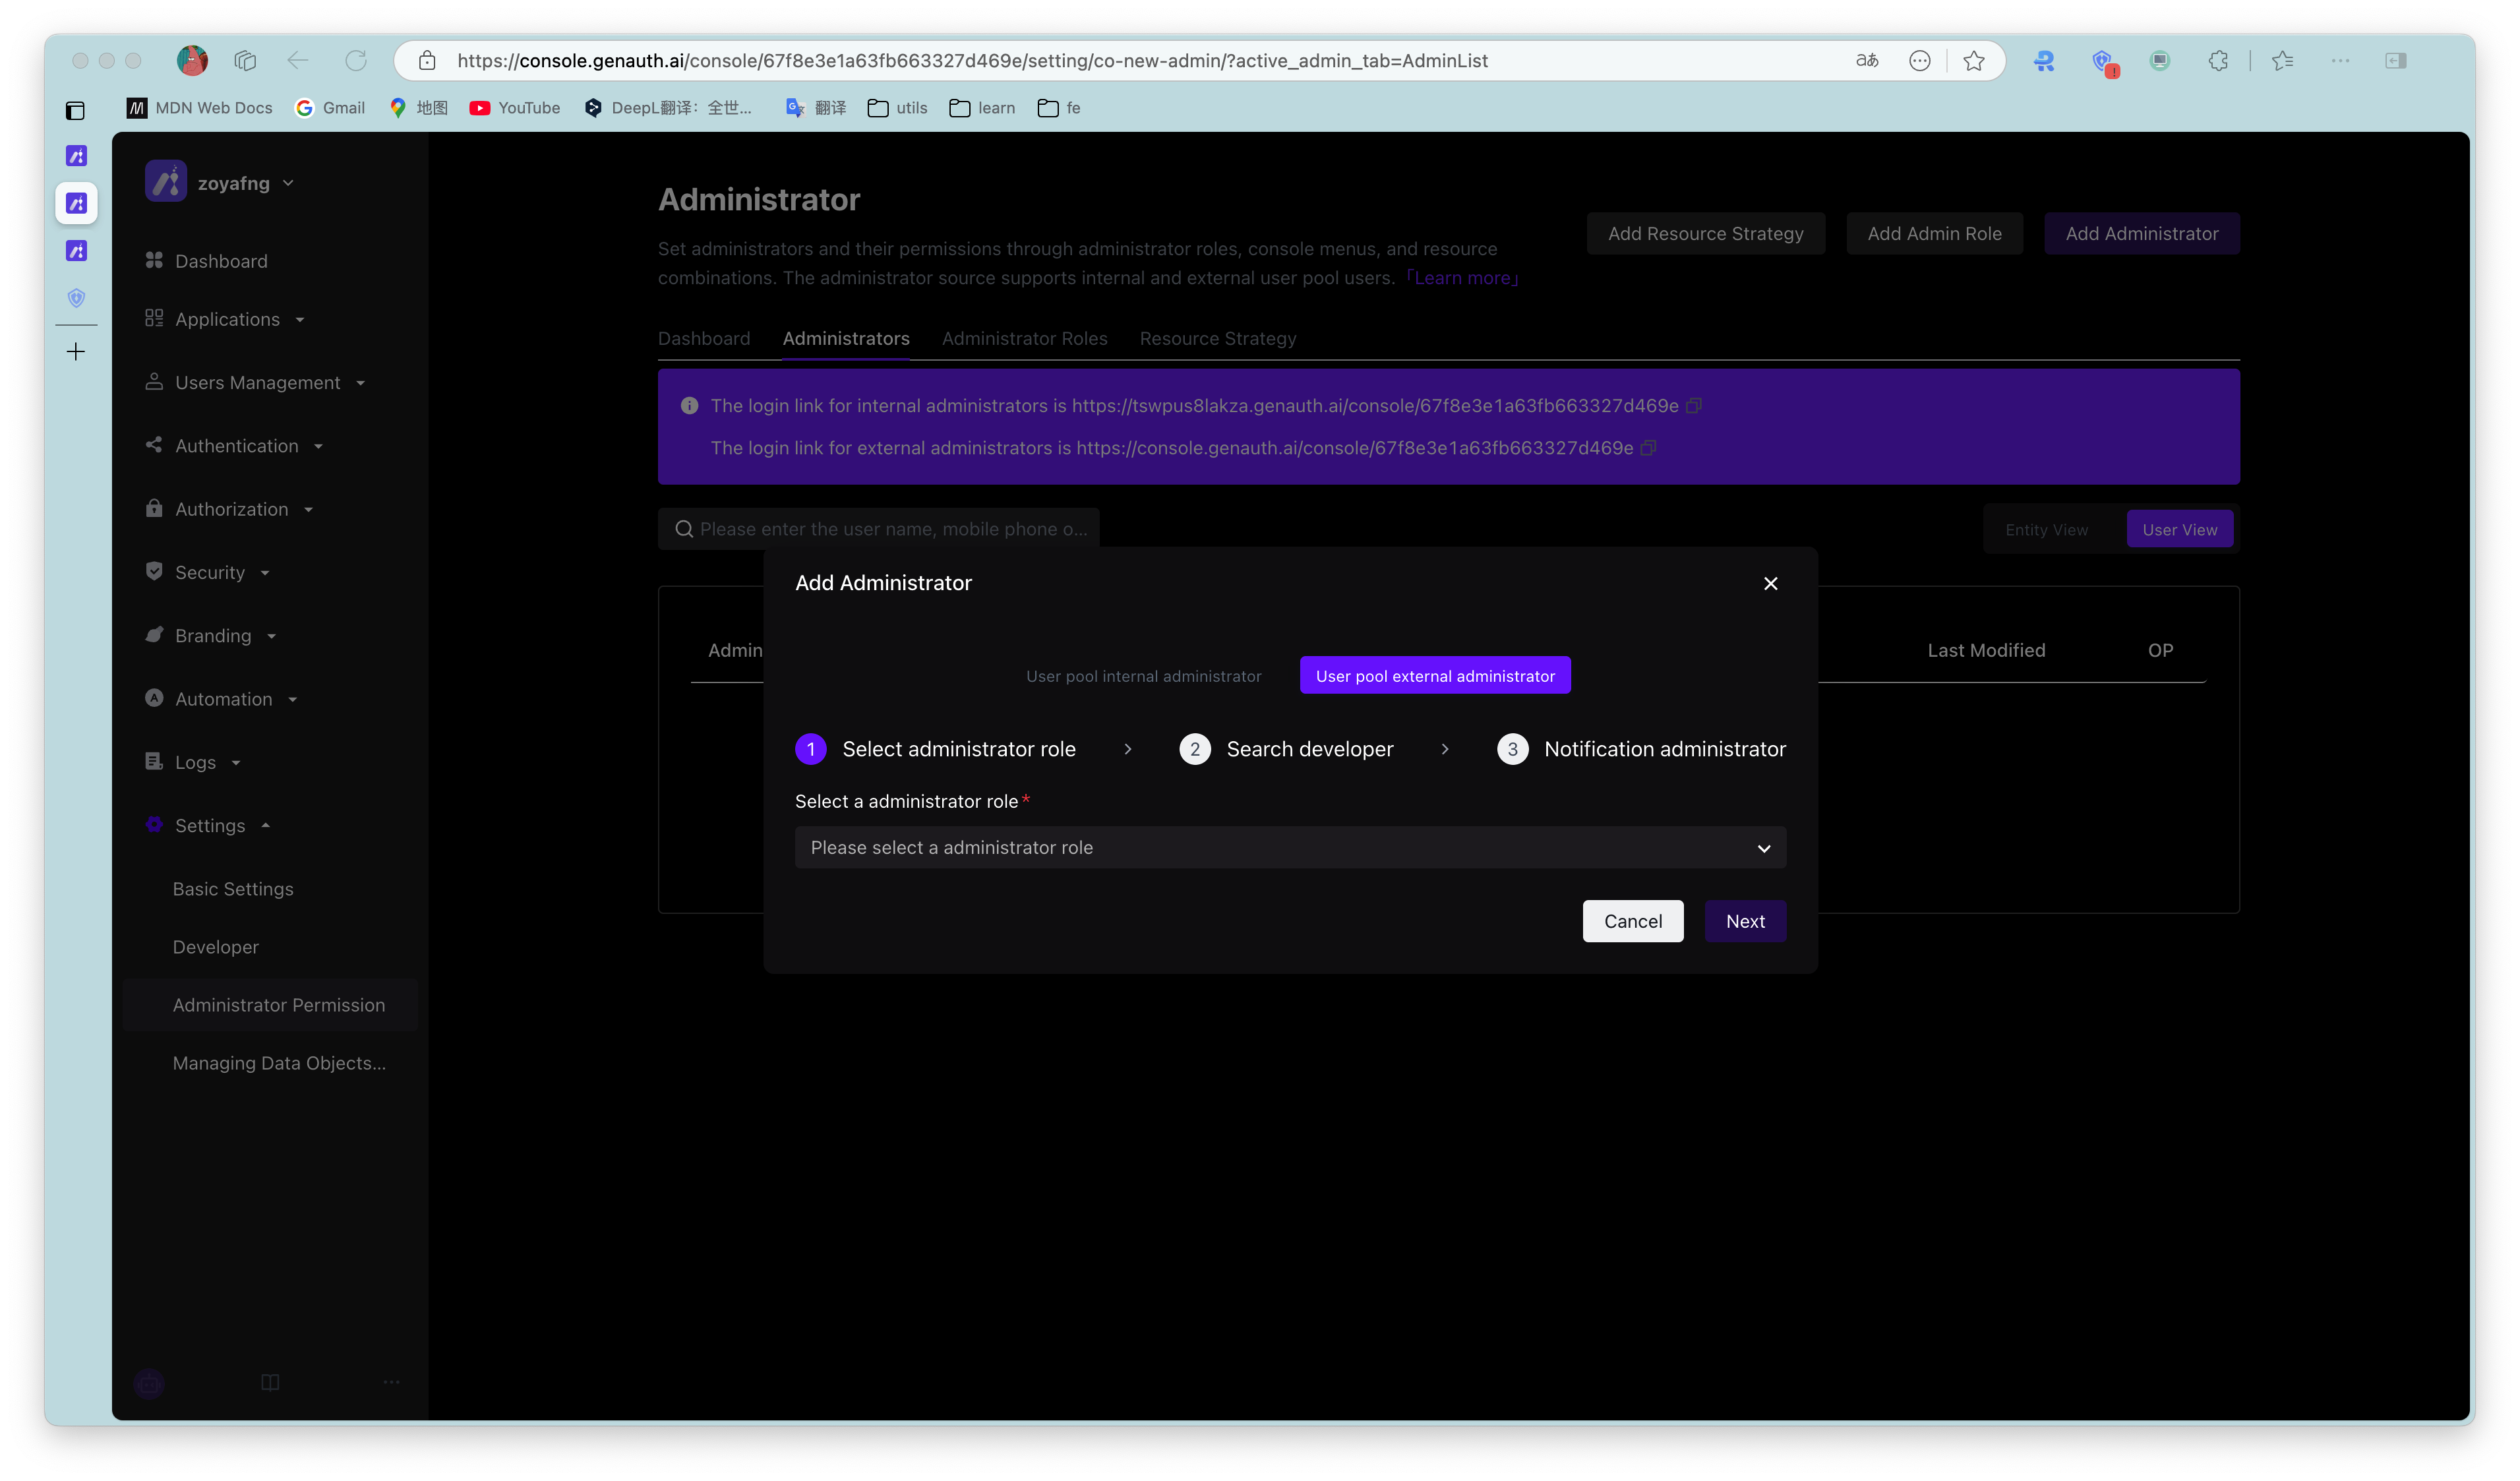 https://console.genauth.ai/console/67f8e3e1a63fb663327d469e/setting/co-new-admin/?active_admin_tab=AdminList
aあ
MDN Web Docs
Gmail
地图
YouTube
DeepL翻译：全世...
翻译
utils
learn
fe
zoyafng
Dashboard
Applications
Users Management
Authentication
Authorization
Security
Branding
Automation
Logs
Settings
Basic Settings
Developer
Administrator Permission
Managing Data Objects...
Administrator
Set administrators and their permissions through administrator roles, console menus, and resource
combinations. The administrator source supports internal and external user pool users. 「Learn more」
Add Resource Strategy
Add Admin Role
Add Administrator
Dashboard
Administrators
Administrator Roles
Resource Strategy
The login link for internal administrators is https://tswpus8lakza.genauth.ai/console/67f8e3e1a63fb663327d469e
The login link for external administrators is https://console.genauth.ai/console/67f8e3e1a63fb663327d469e
Please enter the user name, mobile phone o...
Entity View
User View
Admin
Last Modified
OP
Add Administrator
User pool internal administrator
User pool external administrator
1 Select administrator role
2 Search developer
3 Notification administrator
Select a administrator role*
Please select a administrator role
Cancel
Next